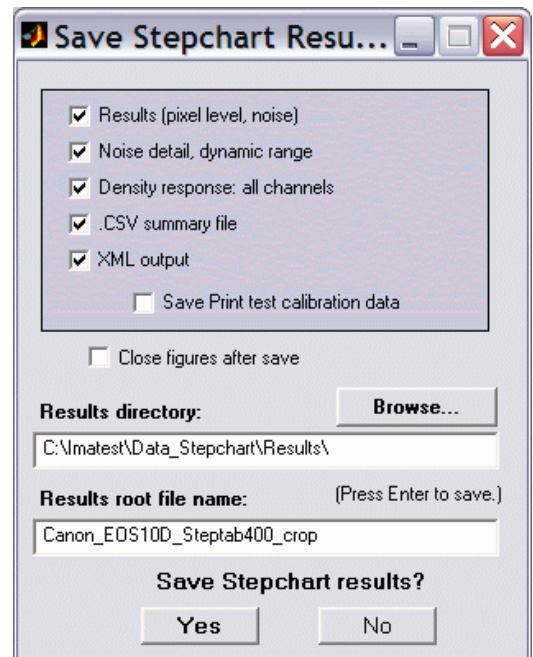 Save Stepchart Resu...
Results (pixel level, noise)
Noise detail, dynamic range
Density response: all channels
.CSV summary file
XML output
Save Print test calibration data
Close figures after save
Results directory: Browse...
C:\Imatest\Data_Stepchart\Results\
Results root file name: (Press Enter to save.)
Canon_EOS10D_Steptab400_crop
Save Stepchart results?
Yes No